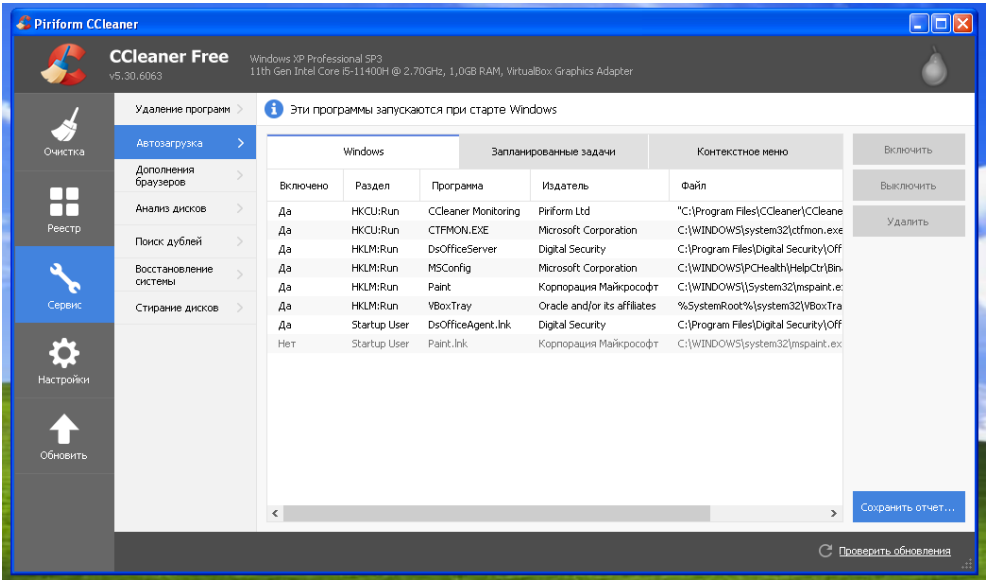 Piriform CCleaner
CCleaner Free
v5.30.6063
Windows XP Professional SP3
11th Gen Intel Core i5-11400H @ 2.70GHz, 1,0GB RAM, VirtualBox Graphics Adapter
Очистка
Реестр
Сервис
Настройки
Обновить
Удаление программ
Автозагрузка
Дополнения
браузеров
Анализ дисков
Поиск дублей
Восстановление
системы
Стирание дисков
Эти программы запускаются при старте Windows
Windows Запланированные задачи Контекстное меню
Включено Раздел Программа Издатель Файл
Да HKCU:Run CCleaner Monitoring Piriform Ltd "C:\Program Files\CCleaner\CCleane
Да HKCU:Run CTFMON.EXE Microsoft Corporation C:\WINDOWS\system32\ctfmon.exe
Да HKLM:Run DsOfficeServer Digital Security C:\Program Files\Digital Security\Off
Да HKLM:Run MSConfig Microsoft Corporation C:\WINDOWS\PCHealth\HelpCtr\Bin
Да HKLM:Run Paint Корпорация Майкрософт C:\WINDOWS\\System32\mspaint.e
Да HKLM:Run VBoxTray Oracle and/or its affiliates %SystemRoot%\system32\VBoxTra
Да Startup User DsOfficeAgent.lnk Digital Security C:\Program Files\Digital Security\Off
Нет Startup User Paint.lnk Корпорация Майкрософт C:\WINDOWS\system32\mspaint.ex
Включить
Выключить
Удалить
Сохранить отчет...
Проверить обновления